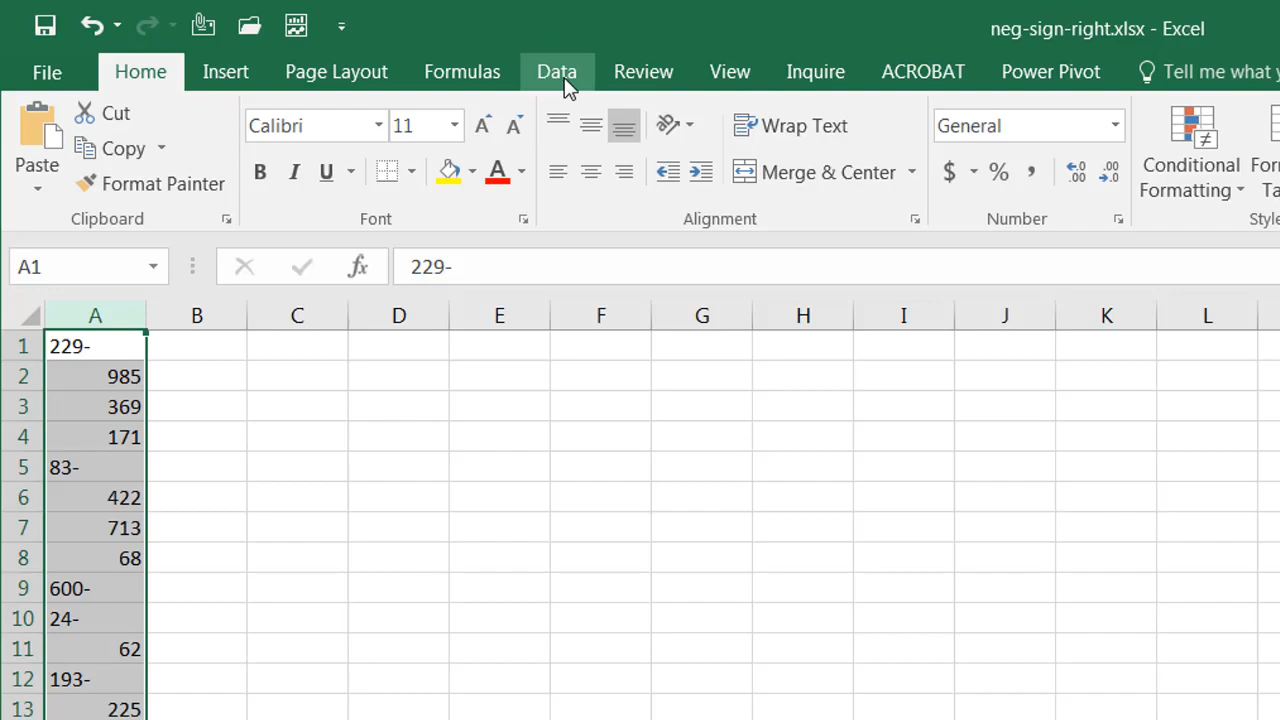 neg-sign-right.xlsx - Excel
File Home Insert Page Layout Formulas Data Review View Inquire ACROBAT Power Pivot Tell me what
Paste
Cut
Copy
Format Painter
Clipboard
Calibri 11
B I U A
Font
Wrap Text
Merge & Center
Alignment
General
$ % , .00 .00
Number
Conditional
Formatting
A1 fx 229-
A B C D E F G H I J K L
1 229-
2 985
3 369
4 171
5 83-
6 422
7 713
8 68
9 600-
10 24-
11 62
12 193-
13 225